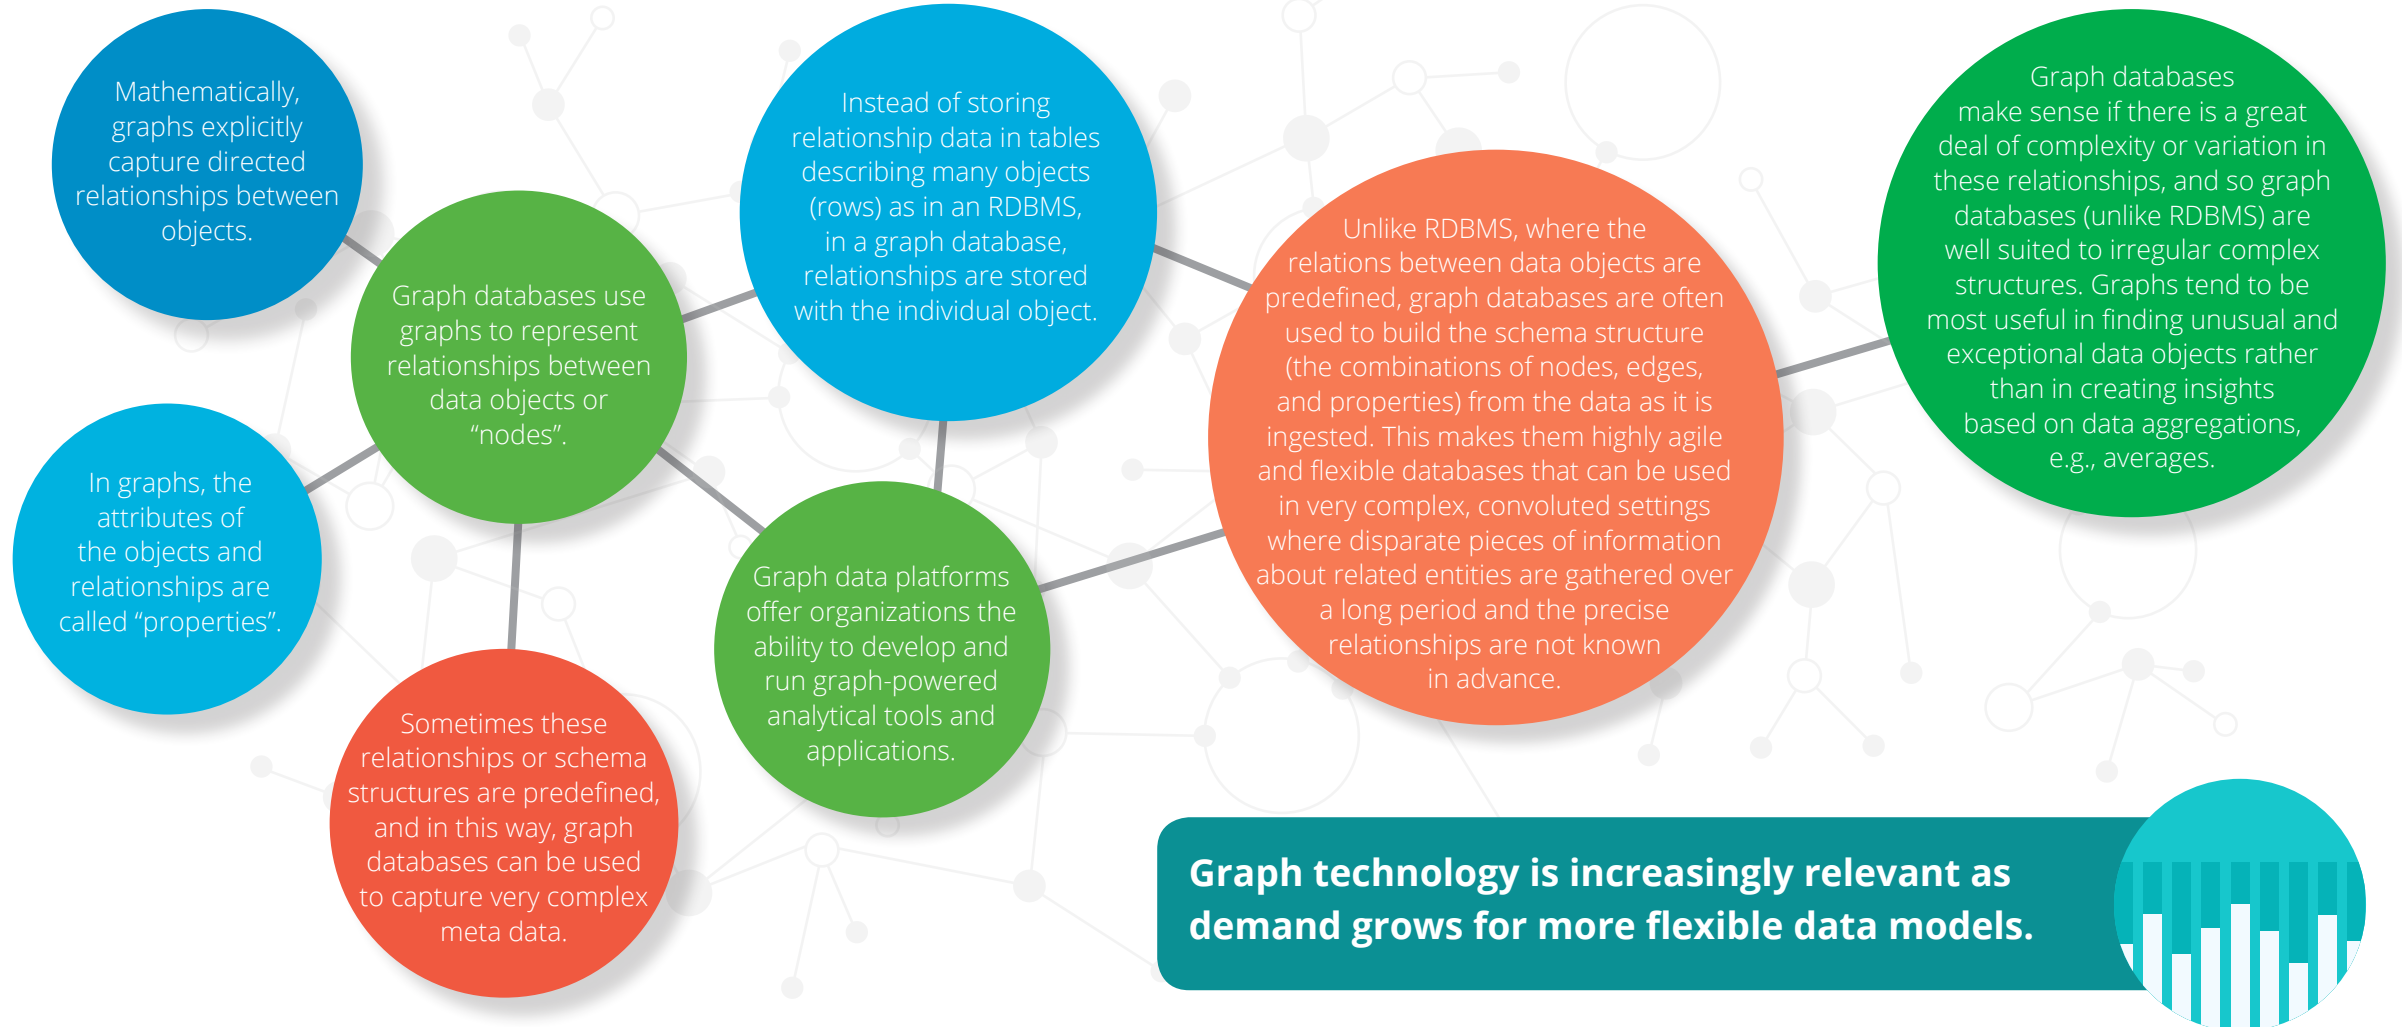 Mathematically,
graphs explicitly
capture directed
relationships between
objects.
Graph databases use
graphs to represent
relationships between
data objects or
“nodes”.
In graphs, the
attributes of
the objects and
relationships are
called “properties”.
Sometimes these
relationships or schema
structures are predefined,
and in this way, graph
databases can be used
to capture very complex
meta data.
Instead of storing
relationship data in tables
describing many objects
(rows) as in an RDBMS,
in a graph database,
relationships are stored
with the individual object.
Graph data platforms
offer organizations the
ability to develop and
run graph-powered
analytical tools and
applications.
Unlike RDBMS, where the
relations between data objects are
predefined, graph databases are often
used to build the schema structure
(the combinations of nodes, edges,
and properties) from the data as it is
ingested. This makes them highly agile
and flexible databases that can be used
in very complex, convoluted settings
where disparate pieces of information
about related entities are gathered over
a long period and the precise
relationships are not known
in advance.
Graph databases
make sense if there is a great
deal of complexity or variation in
these relationships, and so graph
databases (unlike RDBMS) are
well suited to irregular complex
structures. Graphs tend to be
most useful in finding unusual and
exceptional data objects rather
than in creating insights
based on data aggregations,
e.g., averages.
Graph technology is increasingly relevant as
demand grows for more flexible data models.